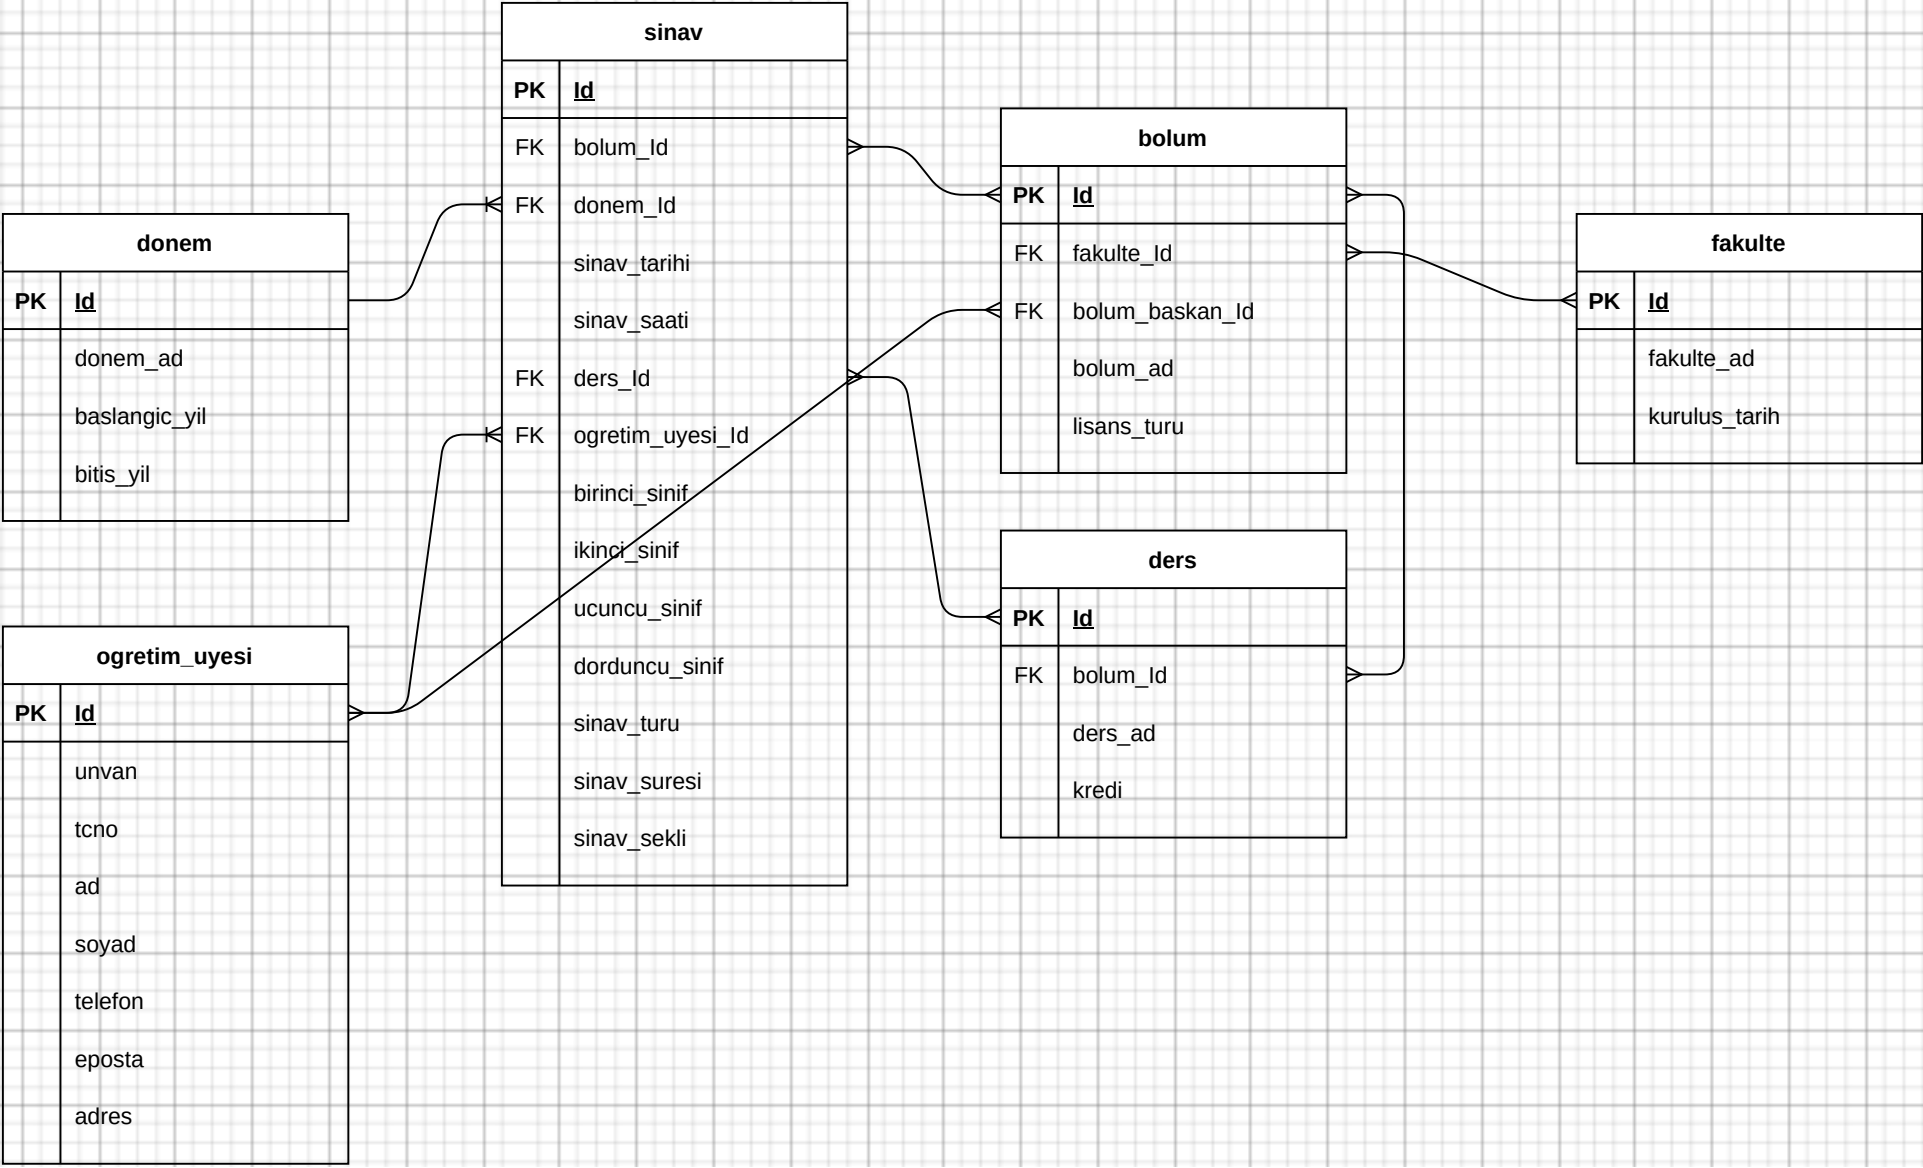 sinav
PK Id
FK bolum_Id
FK donem_Id
sinav_tarihi
sinav_saati
FK ders_Id
FK ogretim_uyesi_Id
birinci_sinif
ikinci_sinif
ucuncu_sinif
dorduncu_sinif
sinav_turu
sinav_suresi
sinav_sekli
donem
PK Id
donem_ad
baslangic_yil
bitis_yil
ogretim_uyesi
PK Id
unvan
tcno
ad
soyad
telefon
eposta
adres
bolum
PK Id
FK fakulte_Id
FK bolum_baskan_Id
bolum_ad
lisans_turu
ders
PK Id
FK bolum_Id
ders_ad
kredi
fakulte
PK Id
fakulte_ad
kurulus_tarih